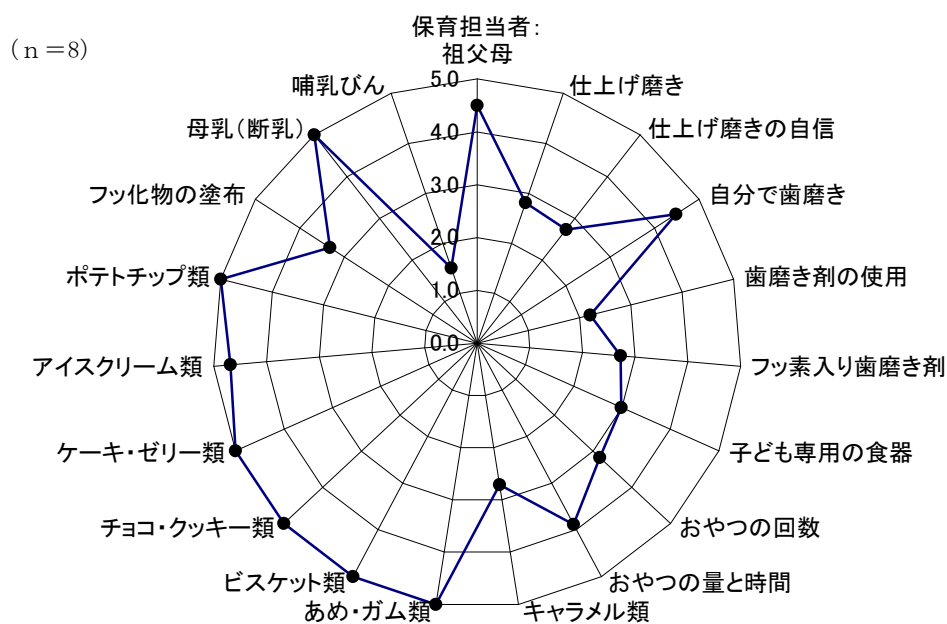 (n=8)
保育担当者:
祖父母
仕上げ磨き
仕上げ磨きの自信
自分で歯磨き
歯磨き剤の使用
フッ素入り歯磨き剤
子ども専用の食器
おやつの回数
おやつの量と時間
キャラメル類
あめ・ガム類
ビスケット類
チョコ・クッキー類
ケーキ・ゼリー類
アイスクリーム類
ポテトチップ類
フッ化物の塗布
母乳(断乳)
哺乳びん
5.0
4.0
3.0
2.0
1.0
0.0